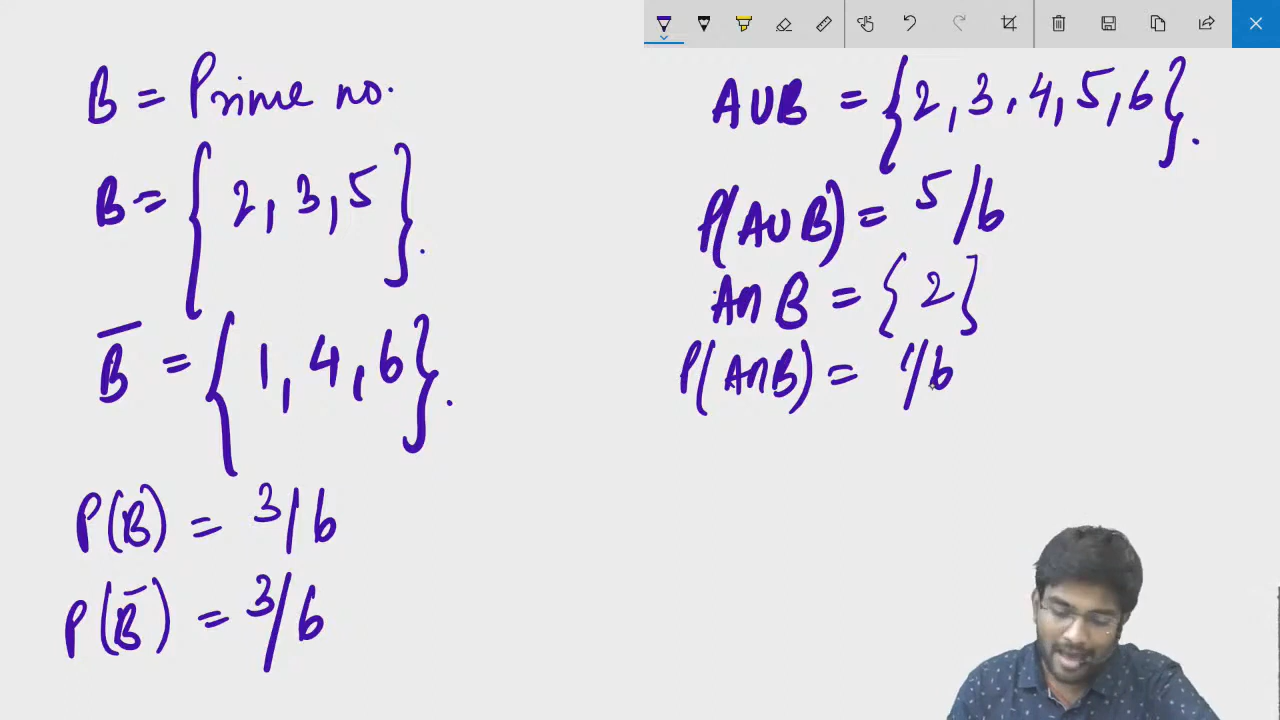 B = Prime no.
B = {2, 3, 5}.
B̅ = {1, 4, 6}.
P(B) = 3/6
P(B̅) = 3/6
A∪B = {2, 3, 4, 5, 6}.
P(A∪B) = 5/6
A∩B = {2}
P(A∩B) = 1/6